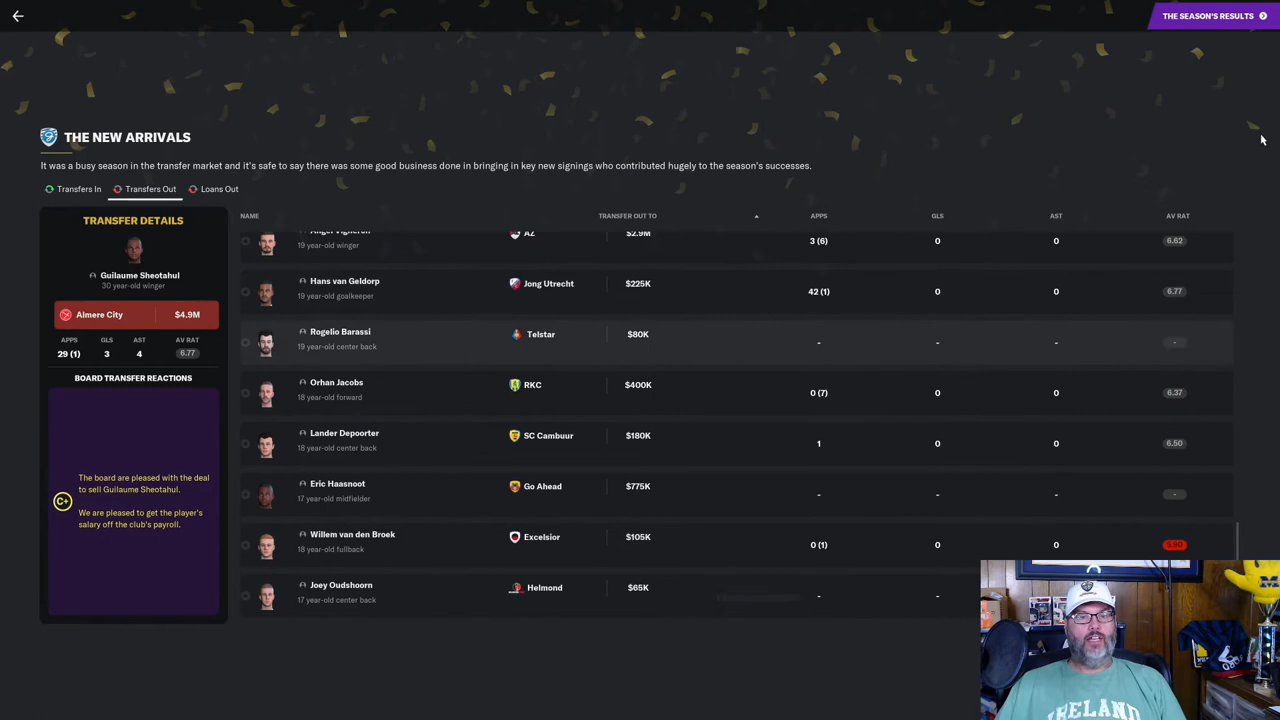 THE SEASON'S RESULTS
THE NEW ARRIVALS
It was a busy season in the transfer market and it's safe to say there was some good business done in bringing in key new signings who contributed hugely to the season's successes.
Transfers In Transfers Out Loans Out
TRANSFER DETAILS
Guilaume Sheotahul
30 year-old winger
Almere City $4.9M
APPS GLS AST AV RAT
29 (1) 3 4 6.77
BOARD TRANSFER REACTIONS
C+
The board are pleased with the deal
to sell Guilaume Sheotahul.
We are pleased to get the player's
salary off the club's payroll.
NAME TRANSFER OUT TO APPS GLS AST AV RAT
AZ $2.9M 3 (6) 0 0 6.62
19 year-old winger
Hans van Geldorp Jong Utrecht $225K 42 (1) 0 0 6.77
19 year-old goalkeeper
Rogelio Barassi Telstar $80K - - - -
19 year-old center back
Orhan Jacobs RKC $400K 0 (7) 0 0 6.37
18 year-old forward
Lander Depoorter SC Cambuur $180K 1 0 0 6.50
18 year-old center back
Eric Haasnoot Go Ahead $775K - - - -
17 year-old midfielder
Willem van den Broek Excelsior $105K 0 (1) 0 0
18 year-old fullback
Joey Oudshoorn Helmond $65K - -
17 year-old center back
IRELAND